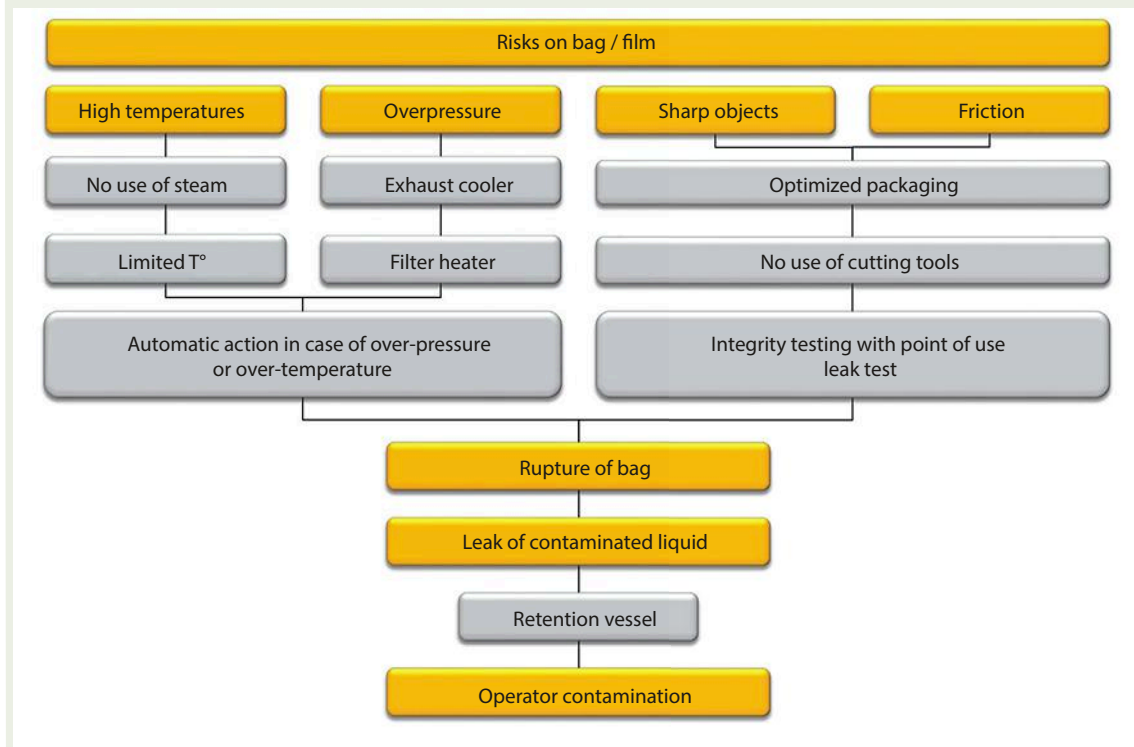 Risks on bag / film
High temperatures
Overpressure
Sharp objects
Friction
No use of steam
Exhaust cooler
Optimized packaging
Limited T°
Filter heater
No use of cutting tools
Automatic action in case of over-pressure
or over-temperature
Integrity testing with point of use
leak test
Rupture of bag
Leak of contaminated liquid
Retention vessel
Operator contamination